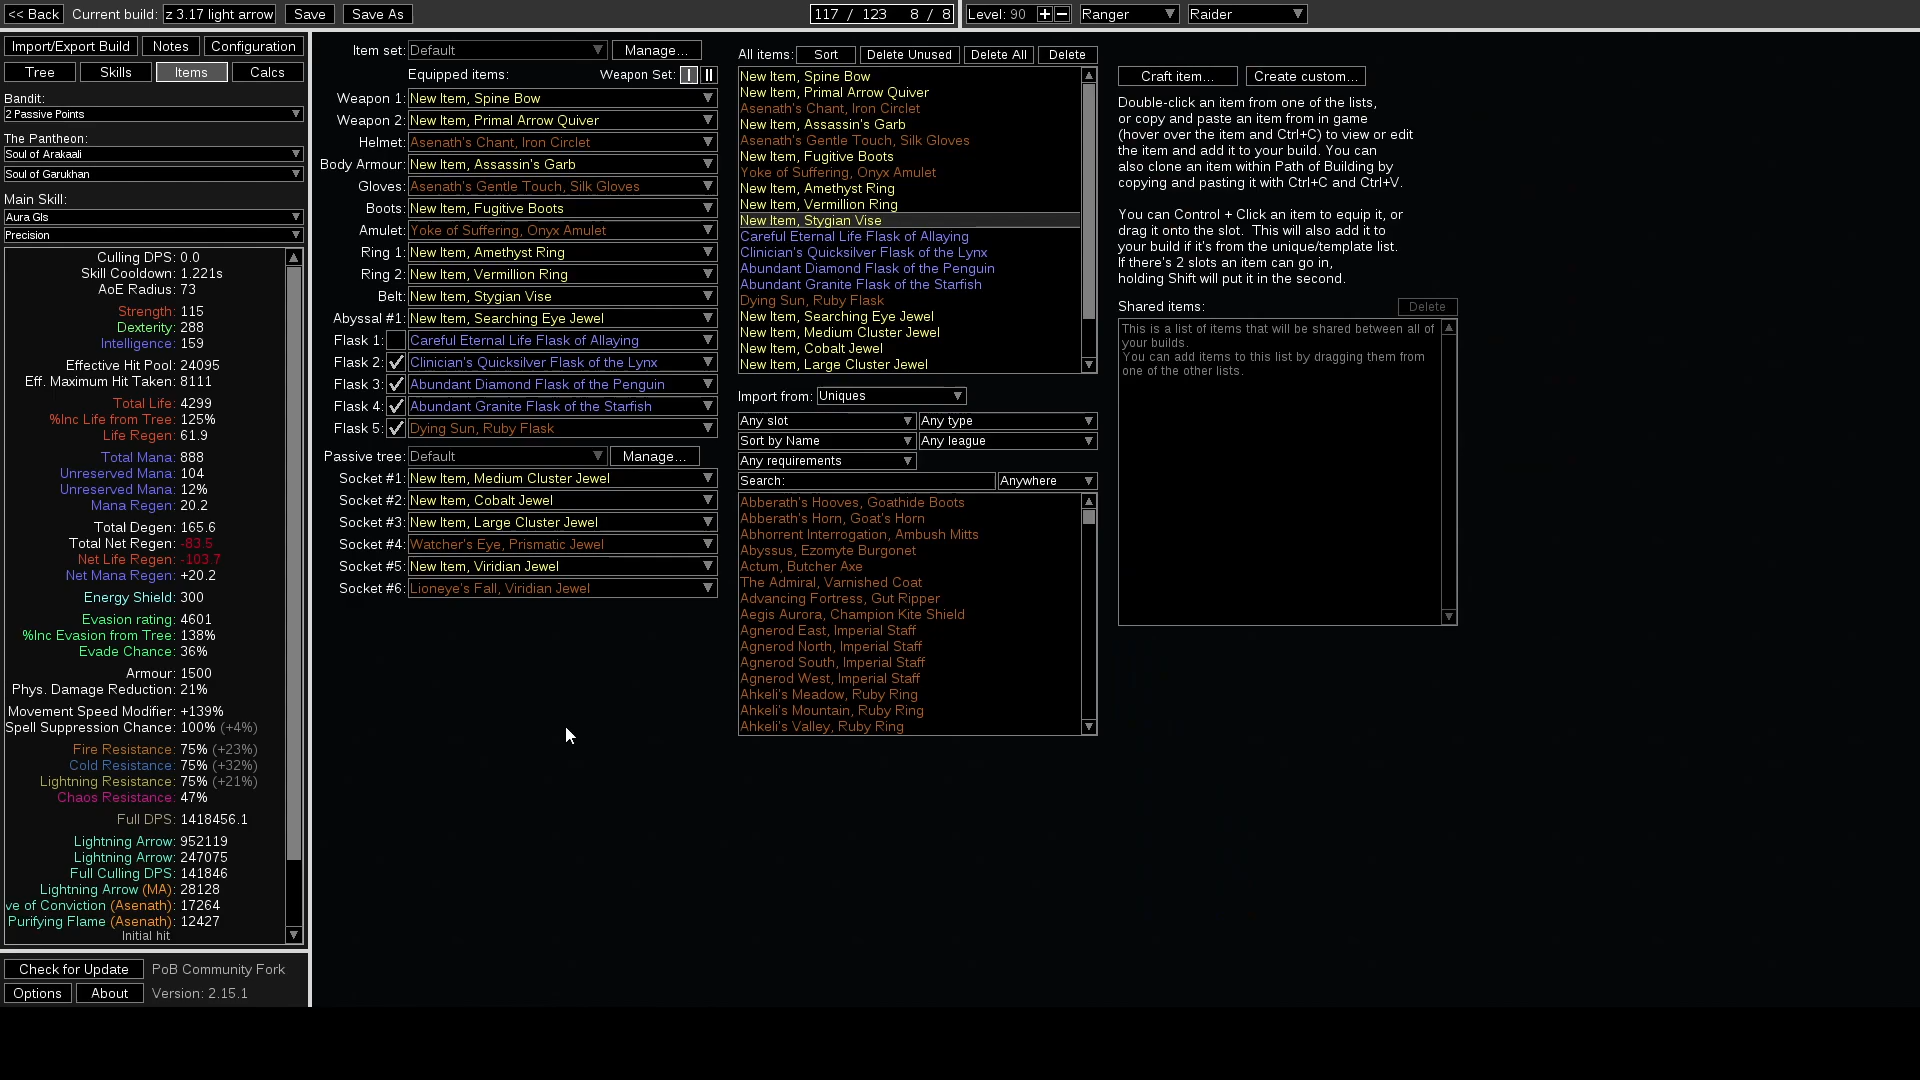 << Back Current build: z 3.17 light arrow Save Save As 117 / 123 8 / 8 Level: 90 + − Ranger Raider
Import/Export Build Notes Configuration
Tree Skills Items Calcs
Bandit:
2 Passive Points
The Pantheon:
Soul of Arakaali
Soul of Garukhan
Main Skill:
Aura Gls
Precision
Culling DPS: 0.0
Skill Cooldown: 1.221s
AoE Radius: 73
Strength: 115
Dexterity: 288
Intelligence: 159
Effective Hit Pool: 24095
Eff. Maximum Hit Taken: 8111
Total Life: 4299
%Inc Life from Tree: 125%
Life Regen: 61.9
Total Mana: 888
Unreserved Mana: 104
Unreserved Mana: 12%
Mana Regen: 20.2
Total Degen: 165.6
Total Net Regen: -83.5
Net Life Regen: -103.7
Net Mana Regen: +20.2
Energy Shield: 300
Evasion rating: 4601
%Inc Evasion from Tree: 138%
Evade Chance: 36%
Armour: 1500
Phys. Damage Reduction: 21%
Movement Speed Modifier: +139%
Spell Suppression Chance: 100% (+4%)
Fire Resistance: 75% (+23%)
Cold Resistance: 75% (+32%)
Lightning Resistance: 75% (+21%)
Chaos Resistance: 47%
Full DPS: 1418456.1
Lightning Arrow: 952119
Lightning Arrow: 247075
Full Culling DPS: 141846
Lightning Arrow (MA): 28128
ve of Conviction (Asenath): 17264
Purifying Flame (Asenath): 12427
Initial hit
Check for Update PoB Community Fork
Options About Version: 2.15.1
Item set: Default Manage...
Equipped items: Weapon Set: I II
Weapon 1: New Item, Spine Bow
Weapon 2: New Item, Primal Arrow Quiver
Helmet: Asenath's Chant, Iron Circlet
Body Armour: New Item, Assassin's Garb
Gloves: Asenath's Gentle Touch, Silk Gloves
Boots: New Item, Fugitive Boots
Amulet: Yoke of Suffering, Onyx Amulet
Ring 1: New Item, Amethyst Ring
Ring 2: New Item, Vermillion Ring
Belt: New Item, Stygian Vise
Abyssal #1: New Item, Searching Eye Jewel
Flask 1: Careful Eternal Life Flask of Allaying
Flask 2: Clinician's Quicksilver Flask of the Lynx
Flask 3: Abundant Diamond Flask of the Penguin
Flask 4: Abundant Granite Flask of the Starfish
Flask 5: Dying Sun, Ruby Flask
Passive tree: Default Manage...
Socket #1: New Item, Medium Cluster Jewel
Socket #2: New Item, Cobalt Jewel
Socket #3: New Item, Large Cluster Jewel
Socket #4: Watcher's Eye, Prismatic Jewel
Socket #5: New Item, Viridian Jewel
Socket #6: Lioneye's Fall, Viridian Jewel
All items: Sort Delete Unused Delete All Delete
New Item, Spine Bow
New Item, Primal Arrow Quiver
Asenath's Chant, Iron Circlet
New Item, Assassin's Garb
Asenath's Gentle Touch, Silk Gloves
New Item, Fugitive Boots
Yoke of Suffering, Onyx Amulet
New Item, Amethyst Ring
New Item, Vermillion Ring
New Item, Stygian Vise
Careful Eternal Life Flask of Allaying
Clinician's Quicksilver Flask of the Lynx
Abundant Diamond Flask of the Penguin
Abundant Granite Flask of the Starfish
Dying Sun, Ruby Flask
New Item, Searching Eye Jewel
New Item, Medium Cluster Jewel
New Item, Cobalt Jewel
New Item, Large Cluster Jewel
Import from: Uniques
Any slot Any type
Sort by Name Any league
Any requirements
Search: Anywhere
Abberath's Hooves, Goathide Boots
Abberath's Horn, Goat's Horn
Abhorrent Interrogation, Ambush Mitts
Abyssus, Ezomyte Burgonet
Actum, Butcher Axe
The Admiral, Varnished Coat
Advancing Fortress, Gut Ripper
Aegis Aurora, Champion Kite Shield
Agnerod East, Imperial Staff
Agnerod North, Imperial Staff
Agnerod South, Imperial Staff
Agnerod West, Imperial Staff
Ahkeli's Meadow, Ruby Ring
Ahkeli's Mountain, Ruby Ring
Ahkeli's Valley, Ruby Ring
Craft item... Create custom...
Double-click an item from one of the lists,
or copy and paste an item from in game
(hover over the item and Ctrl+C) to view or edit
the item and add it to your build. You can
also clone an item within Path of Building by
copying and pasting it with Ctrl+C and Ctrl+V.
You can Control + Click an item to equip it, or
drag it onto the slot. This will also add it to
your build if it's from the unique/template list.
If there's 2 slots an item can go in,
holding Shift will put it in the second.
Shared items: Delete
This is a list of items that will be shared between all of
your builds.
You can add items to this list by dragging them from
one of the other lists.